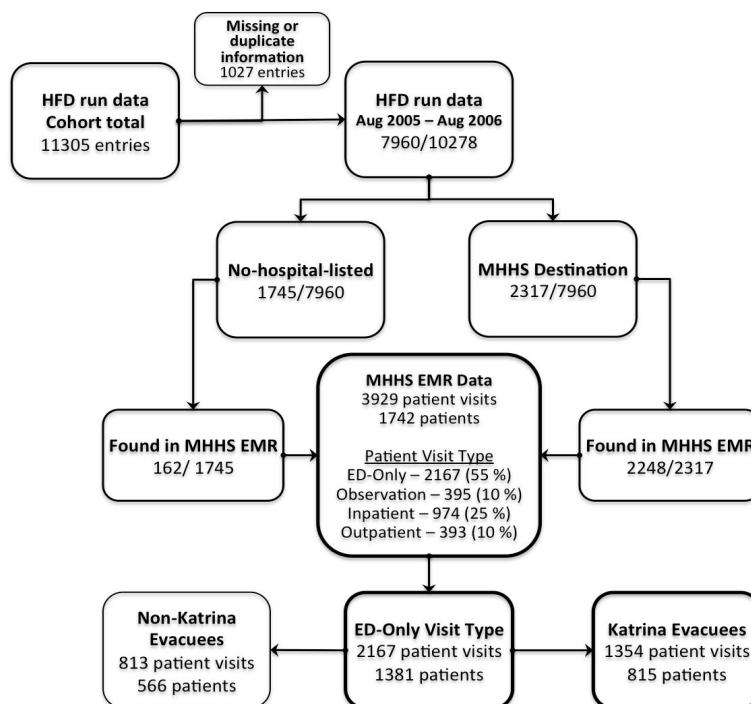 Missing or
duplicate
information
1027 entries
HFD run data
Cohort total
11305 entries
HFD run data
Aug 2005 – Aug 2006
7960/10278
No-hospital-listed
1745/7960
MHHS Destination
2317/7960
MHHS EMR Data
3929 patient visits
1742 patients
Patient Visit Type
ED-Only – 2167 (55 %)
Observation – 395 (10 %)
Inpatient – 974 (25 %)
Outpatient – 393 (10 %)
Found in MHHS EMR
162/ 1745
Found in MHHS EMR
2248/2317
Non-Katrina
Evacuees
813 patient visits
566 patients
ED-Only Visit Type
2167 patient visits
1381 patients
Katrina Evacuees
1354 patient visits
815 patients